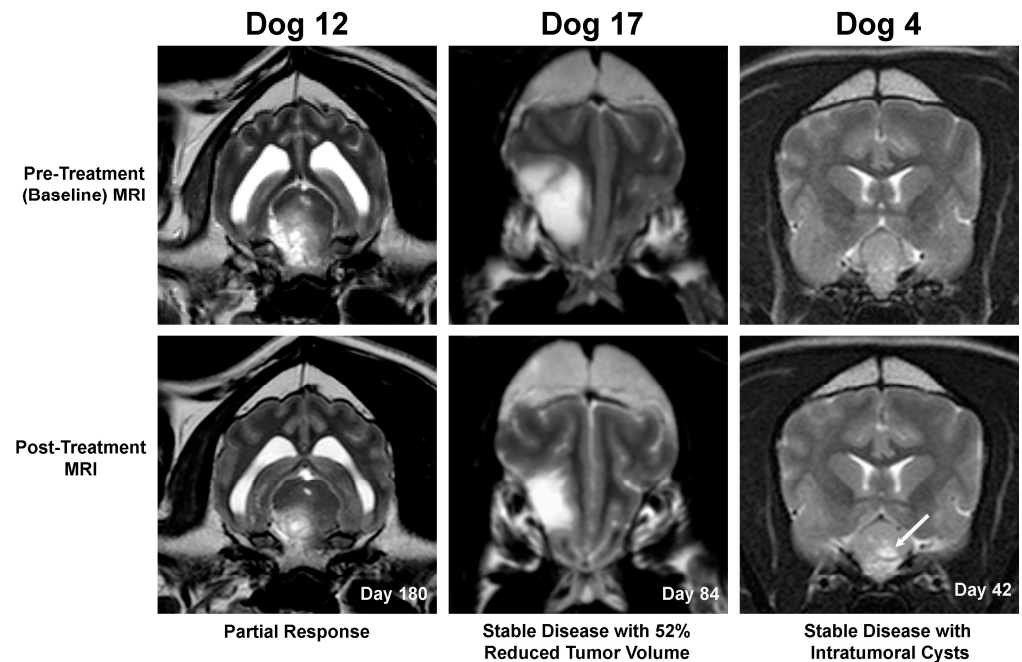 Dog 12
Dog 17
Dog 4
Pre-Treatment
(Baseline) MRI
Post-Treatment
MRI
Day 180
Day 84
Day 42
Partial Response
Stable Disease with 52%
Reduced Tumor Volume
Stable Disease with
Intratumoral Cysts